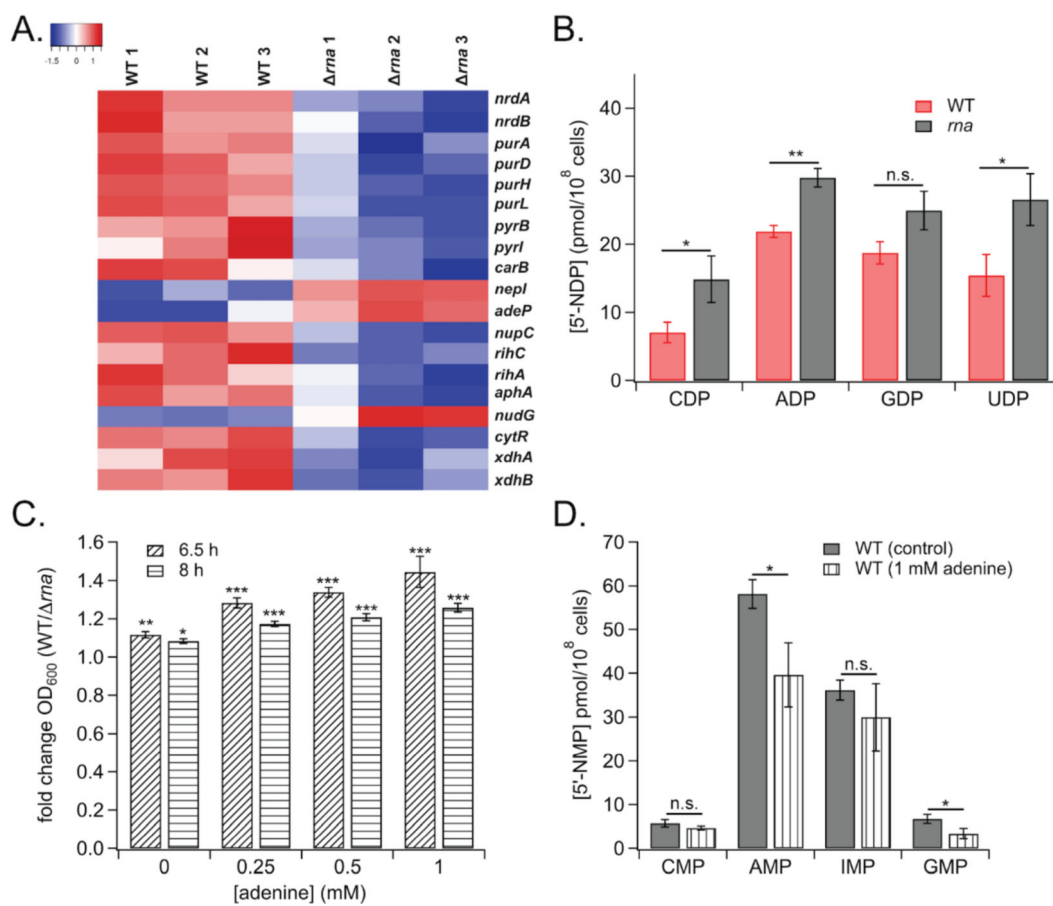 A.
-1.5 0 1
WT 1 WT 2 WT 3 Δrna 1 Δrna 2 Δrna 3
nrdA
nrdB
purA
purD
purH
purL
pyrB
pyrI
carB
nepI
adeP
nupC
rihC
rihA
aphA
nudG
cytR
xdhA
xdhB
B.
[5'-NDP] (pmol/10⁸ cells)
40
30
20
10
0
WT
rna
*
**
n.s.
*
CDP ADP GDP UDP
C.
fold change OD₆₀₀ (WT/Δrna)
1.6
1.4
1.2
1.0
0.8
0.6
0.4
0.2
0.0
6.5 h
8 h
** * *** *** *** *** *** ***
0 0.25 0.5 1
[adenine] (mM)
D.
[5'-NMP] pmol/10⁸ cells)
70
60
50
40
30
20
10
0
WT (control)
WT (1 mM adenine)
n.s.
*
n.s.
*
CMP AMP IMP GMP